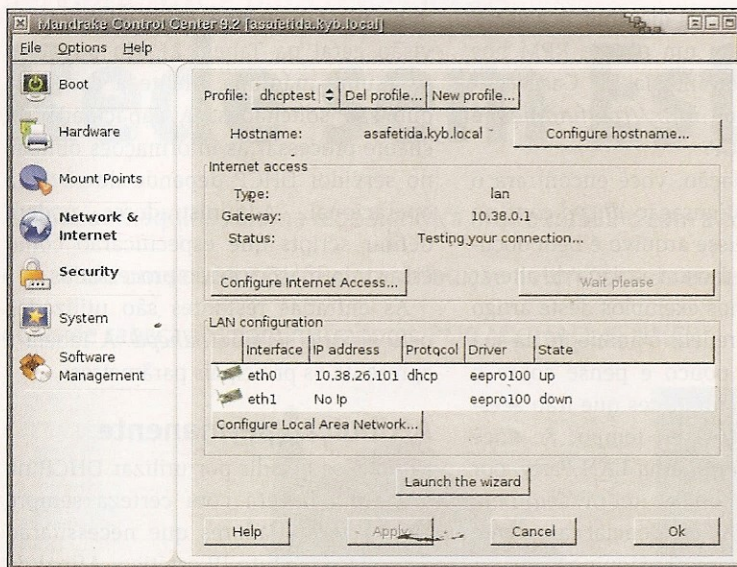 Mandrake Control Center 9.2 [asafetida.kyb.local]
File Options Help
Boot
Hardware
Mount Points
Network &
Internet
Security
System
Software
Management
Profile: dhcptest Del profile... New profile...
Hostname: asafetida.kyb.local Configure hostname...
Internet access
Type: lan
Gateway: 10.38.0.1
Status: Testing your connection...
Configure Internet Access... Wait please
LAN configuration
Interface IP address Protocol Driver State
eth0 10.38.26.101 dhcp eepro100 up
eth1 No Ip eepro100 down
Configure Local Area Network...
Launch the wizard
Help Apply Cancel Ok